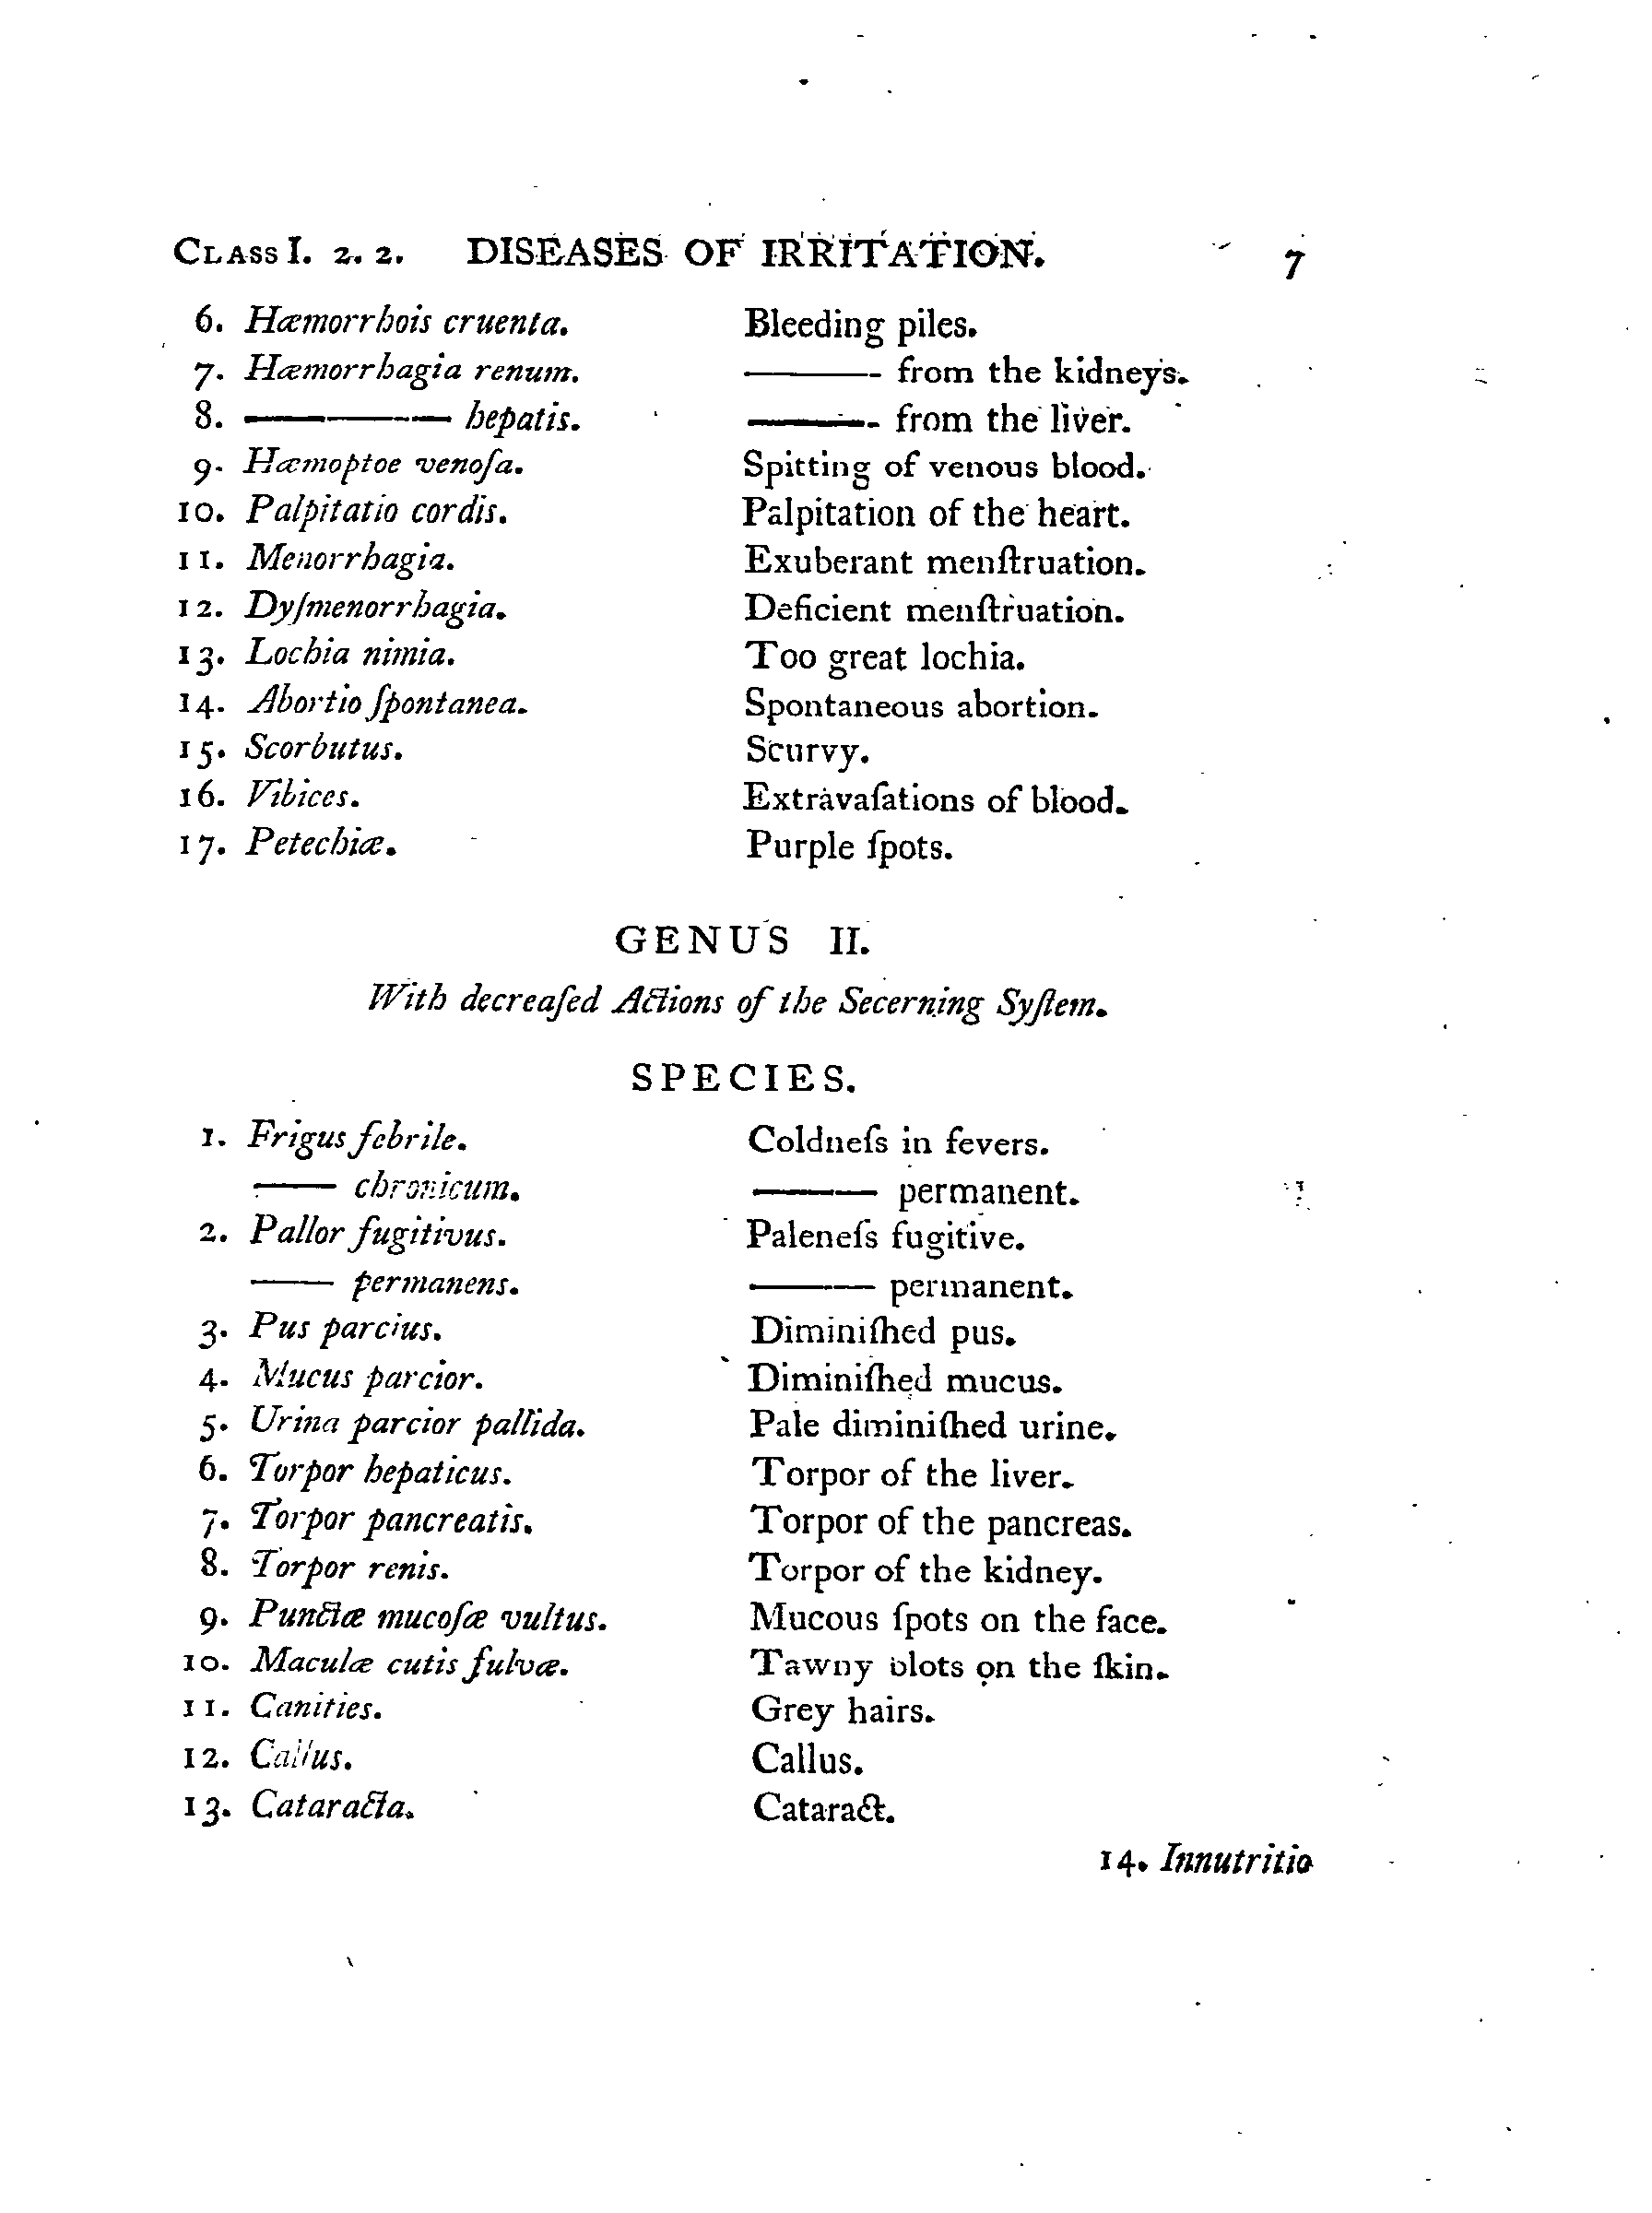 CLASS I. 2. 2. DISEASES OF IRRITATION. 7
6. Hæmorrhois cruenta. Bleeding piles.
7. Hæmorrhagia renum. ——— from the kidneys.
8. ——— hepatis. ——— from the liver.
9. Hæmoptoe venoſa. Spitting of venous blood.
10. Palpitatio cordis. Palpitation of the heart.
11. Menorrhagia. Exuberant menſtruation.
12. Dyſmenorrhagia. Deficient menſtruation.
13. Lochia nimia. Too great lochia.
14. Abortio ſpontanea. Spontaneous abortion.
15. Scorbutus. Scurvy.
16. Vibices. Extravaſations of blood.
17. Petechiæ. Purple ſpots.
GENUS II.
With decreaſed Actions of the Secerning Syſtem.
SPECIES.
1. Frigus febrile. Coldneſs in fevers.
—— chronicum. ——— permanent.
2. Pallor fugitivus. Paleneſs fugitive.
—— permanens. ——— permanent.
3. Pus parcius. Diminiſhed pus.
4. Mucus parcior. Diminiſhed mucus.
5. Urina parcior pallida. Pale diminiſhed urine.
6. Torpor hepaticus. Torpor of the liver.
7. Torpor pancreatis. Torpor of the pancreas.
8. Torpor renis. Torpor of the kidney.
9. Punctæ mucoſæ vultus. Mucous ſpots on the face.
10. Maculæ cutis fulvæ. Tawny blots on the ſkin.
11. Canities. Grey hairs.
12. Callus. Callus.
13. Cataracta. Cataract.
14. Innutritio